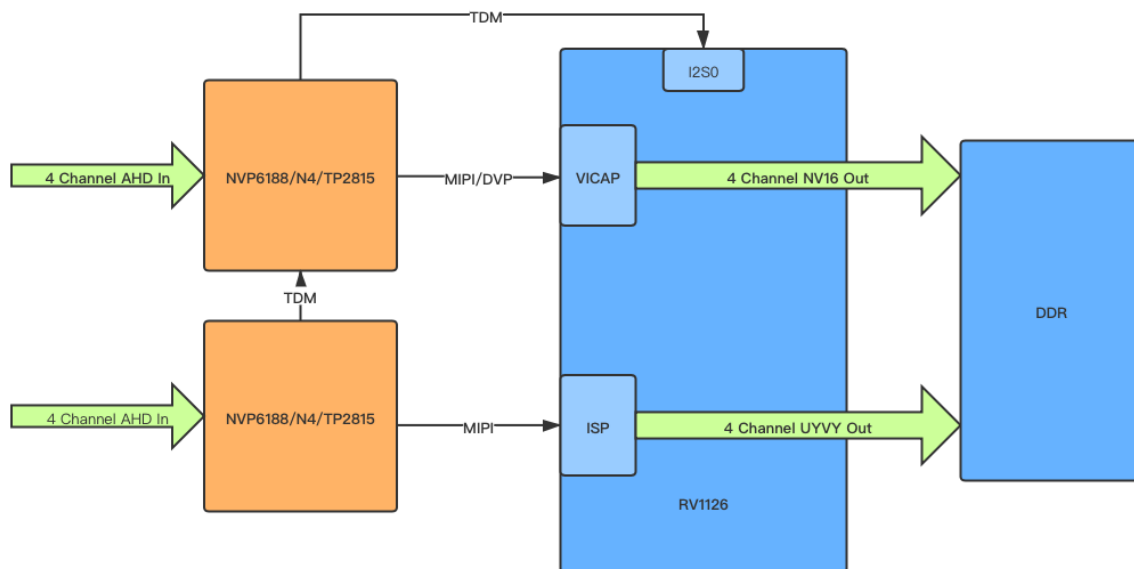 TDM
I2S0
4 Channel AHD In
NVP6188/N4/TP2815
MIPI/DVP
VICAP
4 Channel NV16 Out
TDM
DDR
4 Channel AHD In
NVP6188/N4/TP2815
MIPI
ISP
4 Channel UYVY Out
RV1126